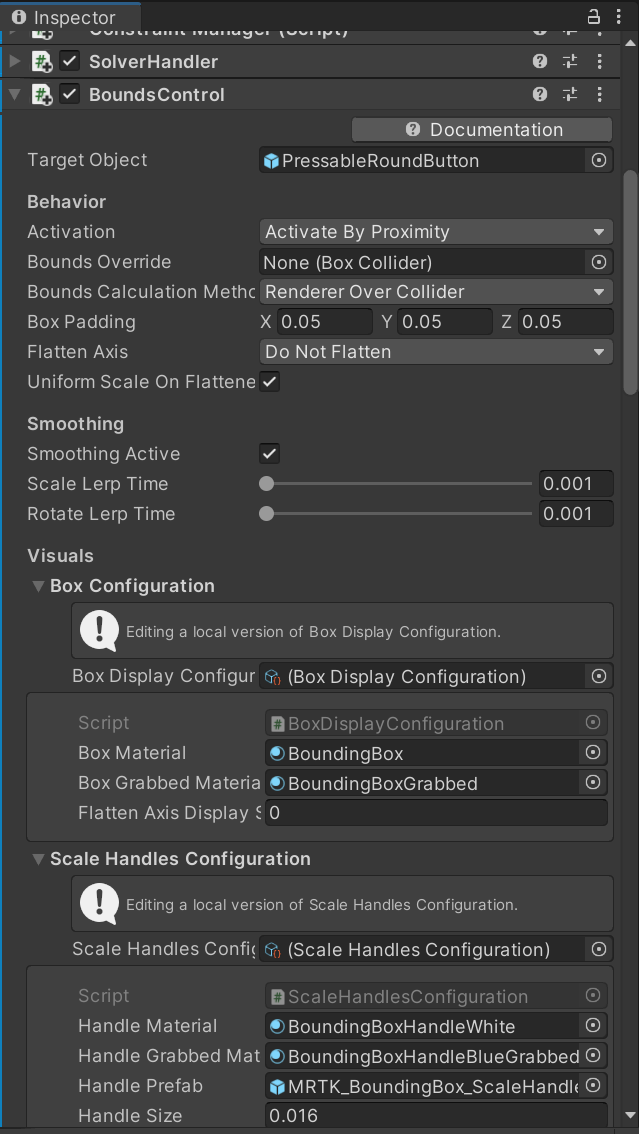 Inspector
Constraint Manager (Script)
SolverHandler
BoundsControl
Documentation
Target Object PressableRoundButton
Behavior
Activation Activate By Proximity
Bounds Override None (Box Collider)
Bounds Calculation Metho Renderer Over Collider
Box Padding X 0.05 Y 0.05 Z 0.05
Flatten Axis Do Not Flatten
Uniform Scale On Flattene
Smoothing
Smoothing Active
Scale Lerp Time 0.001
Rotate Lerp Time 0.001
Visuals
Box Configuration
Editing a local version of Box Display Configuration.
Box Display Configur (Box Display Configuration)
Script BoxDisplayConfiguration
Box Material BoundingBox
Box Grabbed Materia BoundingBoxGrabbed
Flatten Axis Display S 0
Scale Handles Configuration
Editing a local version of Scale Handles Configuration.
Scale Handles Config (Scale Handles Configuration)
Script ScaleHandlesConfiguration
Handle Material BoundingBoxHandleWhite
Handle Grabbed Mat BoundingBoxHandleBlueGrabbed
Handle Prefab MRTK_BoundingBox_ScaleHandle
Handle Size 0.016